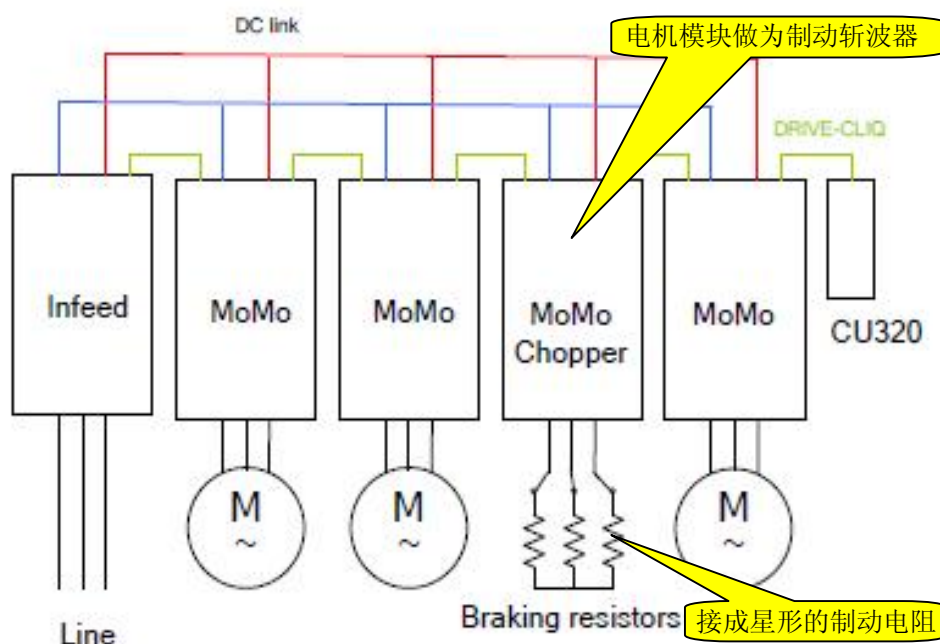 DC link
电机模块做为制动斩波器
DRIVE-CLIQ
Infeed
MoMo
MoMo
MoMo
Chopper
MoMo
CU320
M
~
M
~
M
~
Braking resistors
接成星形的制动电阻
Line